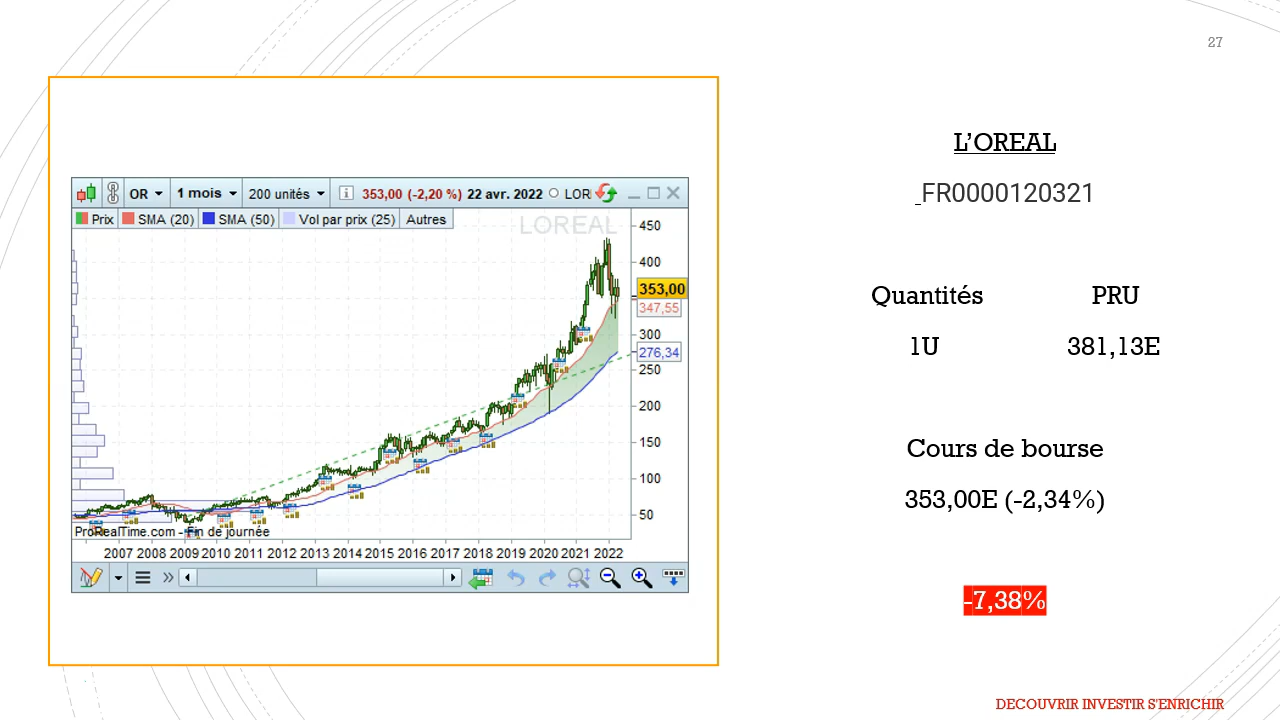 27
OR 1 mois 200 unités 353,00 (-2,20 %) 22 avr. 2022 LOR
Prix SMA (20) SMA (50) Vol par prix (25) Autres
LOREAL
450
400
353,00
347,55
300
276,34
250
200
150
100
50
ProRealTime.com - Fin de journée
2007 2008 2009 2010 2011 2012 2013 2014 2015 2016 2017 2018 2019 2020 2021 2022
L'OREAL
FR0000120321
Quantités PRU
1U 381,13E
Cours de bourse
353,00E (-2,34%)
-7,38%
DECOUVRIR INVESTIR S'ENRICHIR